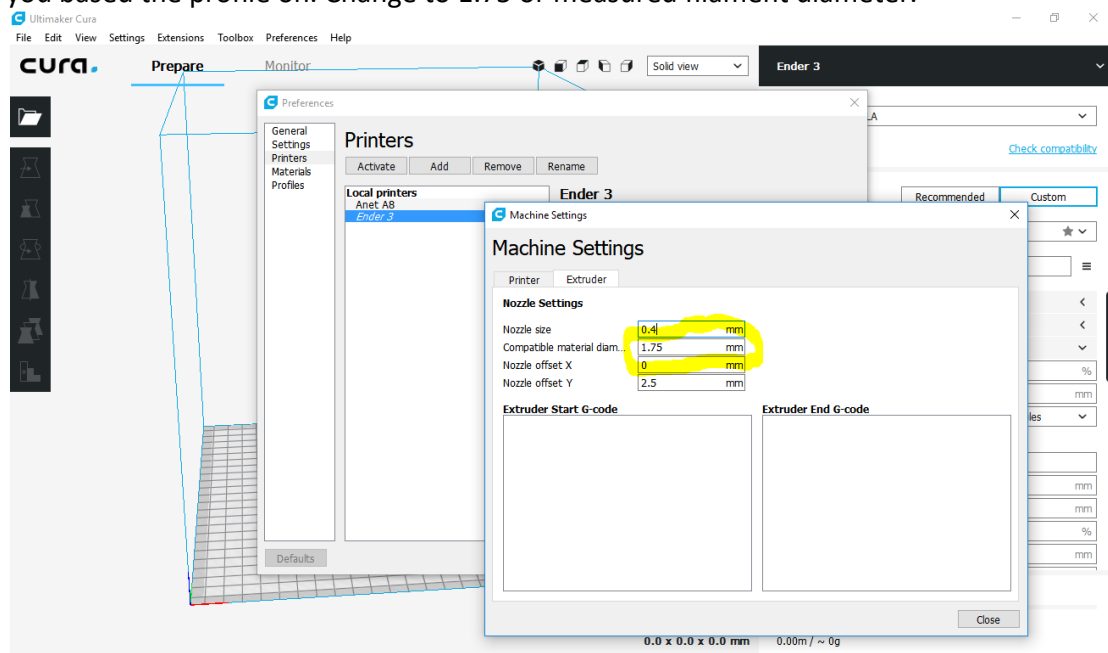 you based the profile on. Change to 1.75 or measured filament diameter.
Ultimaker Cura
File Edit View Settings Extensions Toolbox Preferences Help
cura.
Prepare
Monitor
Solid view
Ender 3
Preferences
LA
General
Settings
Printers
Materials
Profiles
Printers
Activate Add Remove Rename
Check compatibility
Local printers
Anet A8
Ender 3
Ender 3
Recommended Custom
Machine Settings
Machine Settings
Printer Extruder
Nozzle Settings
Nozzle size 0.4 mm
Compatible material diam... 1.75 mm
Nozzle offset X 0 mm
Nozzle offset Y 2.5 mm
%
mm
les
Extruder Start G-code Extruder End G-code
mm
mm
%
mm
Defaults
Close
0.0 x 0.0 x 0.0 mm 0.00m / ~ 0g